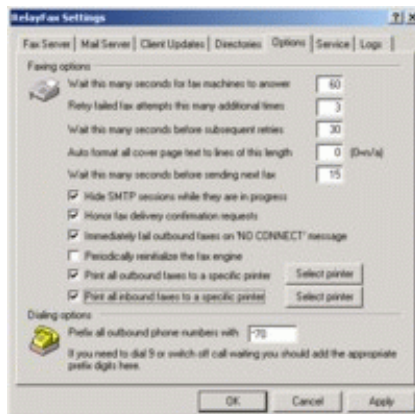 RelayFax Settings
Fax Server | Mail Server | Client Updates | Directories | Options | Service | Logs
Faxing options
Wait this many seconds for fax machines to answer 60
Retry failed fax attempts this many additional times 3
Wait this many seconds before subsequent retries 30
Auto format all cover page text to lines of this length 0 (0=n/a)
Wait this many seconds before sending next fax 15
Hide SMTP sessions while they are in progress
Honor fax delivery confirmation requests
Immediately fail outbound faxes on 'NO CONNECT' message
Periodically reinitialize the fax engine
Print all outbound faxes to a specific printer Select printer
Print all inbound faxes to a specific printer Select printer
Dialing options
Prefix all outbound phone numbers with *70
If you need to dial 9 or switch off call waiting you should add the appropriate
prefix digits here.
OK Cancel Apply